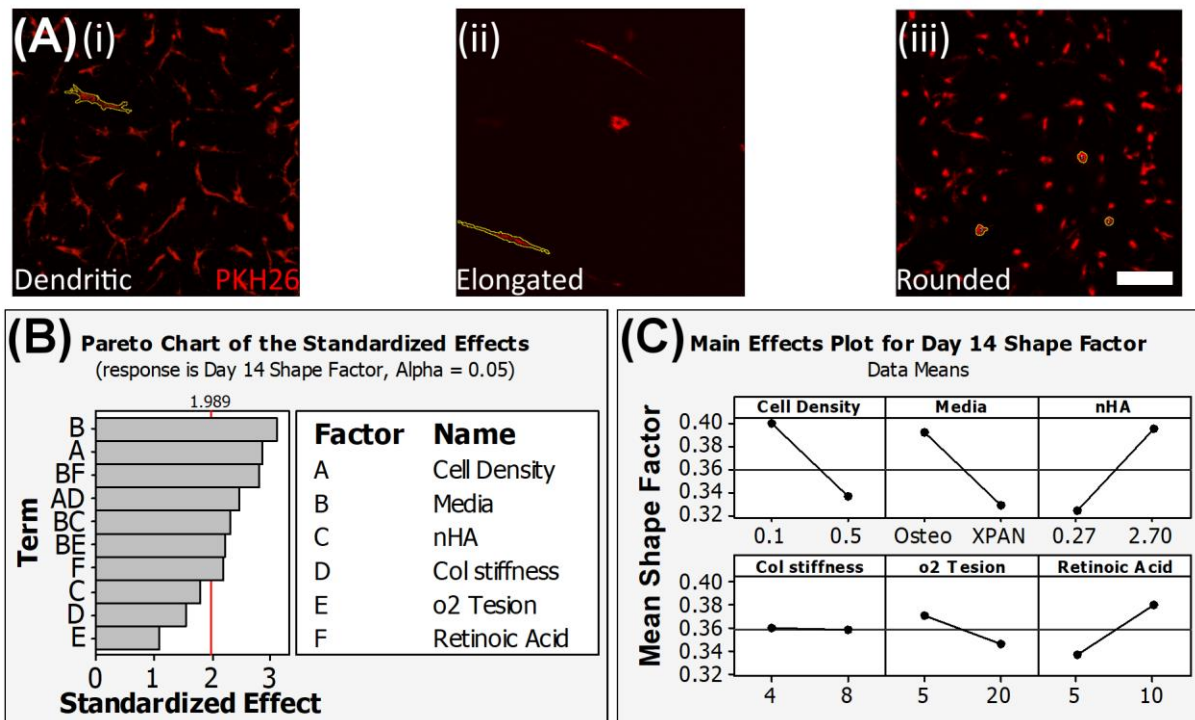 (A) (i)
Dendritic
PKH26
(ii)
Elongated
(iii)
Rounded
(B)
Pareto Chart of the Standardized Effects
(response is Day 14 Shape Factor, Alpha = 0.05)
1.989
Term
B
A
BF
AD
BC
BE
F
C
D
E
0 1 2 3
Standardized Effect
Factor Name
A Cell Density
B Media
C nHA
D Col stiffness
E o2 Tesion
F Retinoic Acid
(C)
Main Effects Plot for Day 14 Shape Factor
Data Means
Mean Shape Factor
Cell Density Media nHA
0.40
0.38
0.36
0.34
0.32
0.1 0.5 Osteo XPAN 0.27 2.70
Col stiffness o2 Tension Retinoic Acid
0.40
0.38
0.36
0.34
0.32
4 8 5 20 5 10